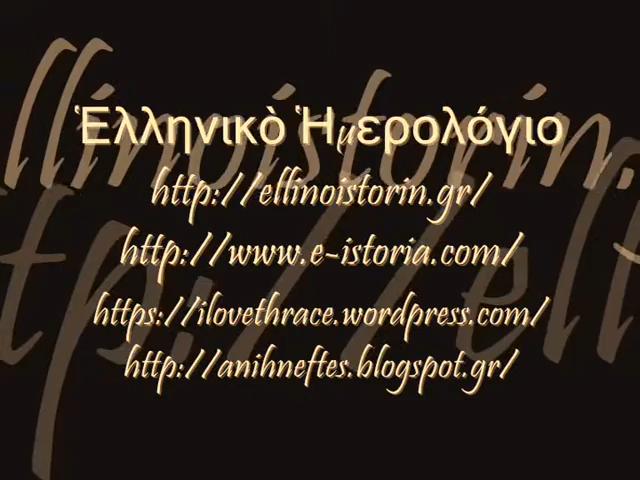 Ἑλληνικὸ Ἡμερολόγιο
http://ellinoistorin.gr/
http://www.e-istoria.com/
https://ilovethrace.wordpress.com/
http://anihneftes.blogspot.gr/